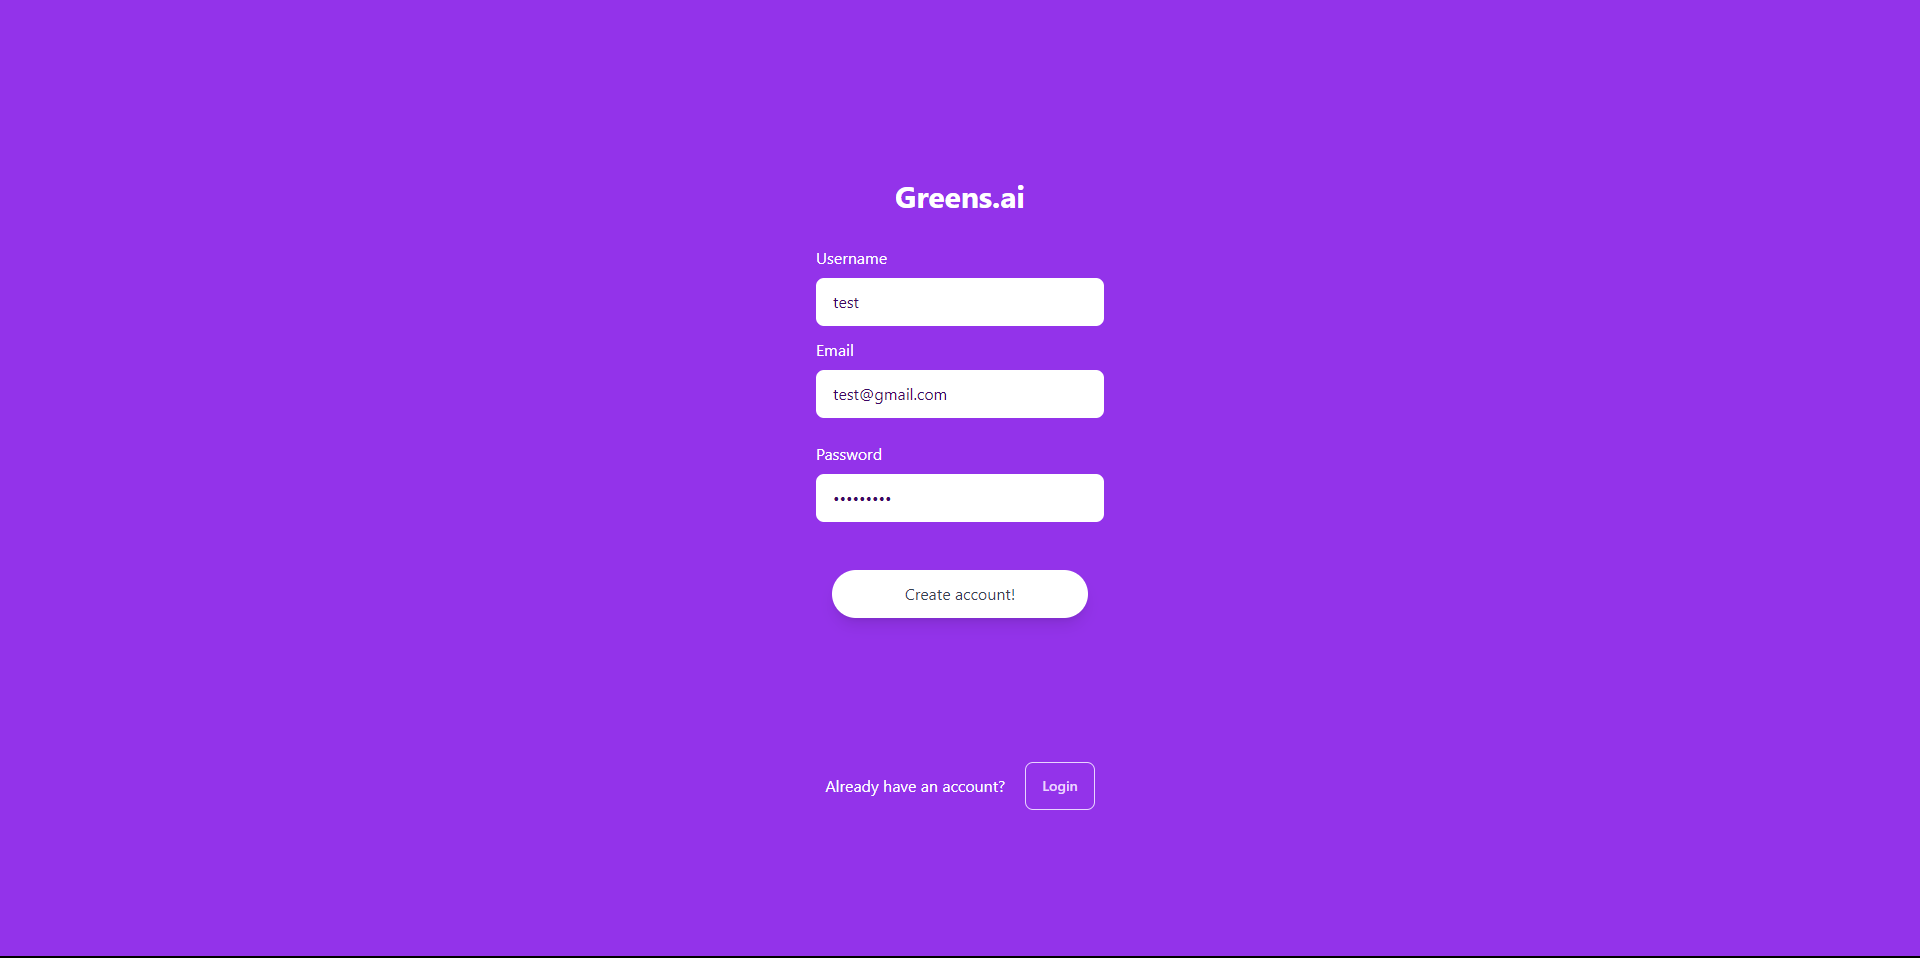 Greens.ai
Username
test
Email
test@gmail.com
Password
•••••••••
Create account!
Already have an account? Login